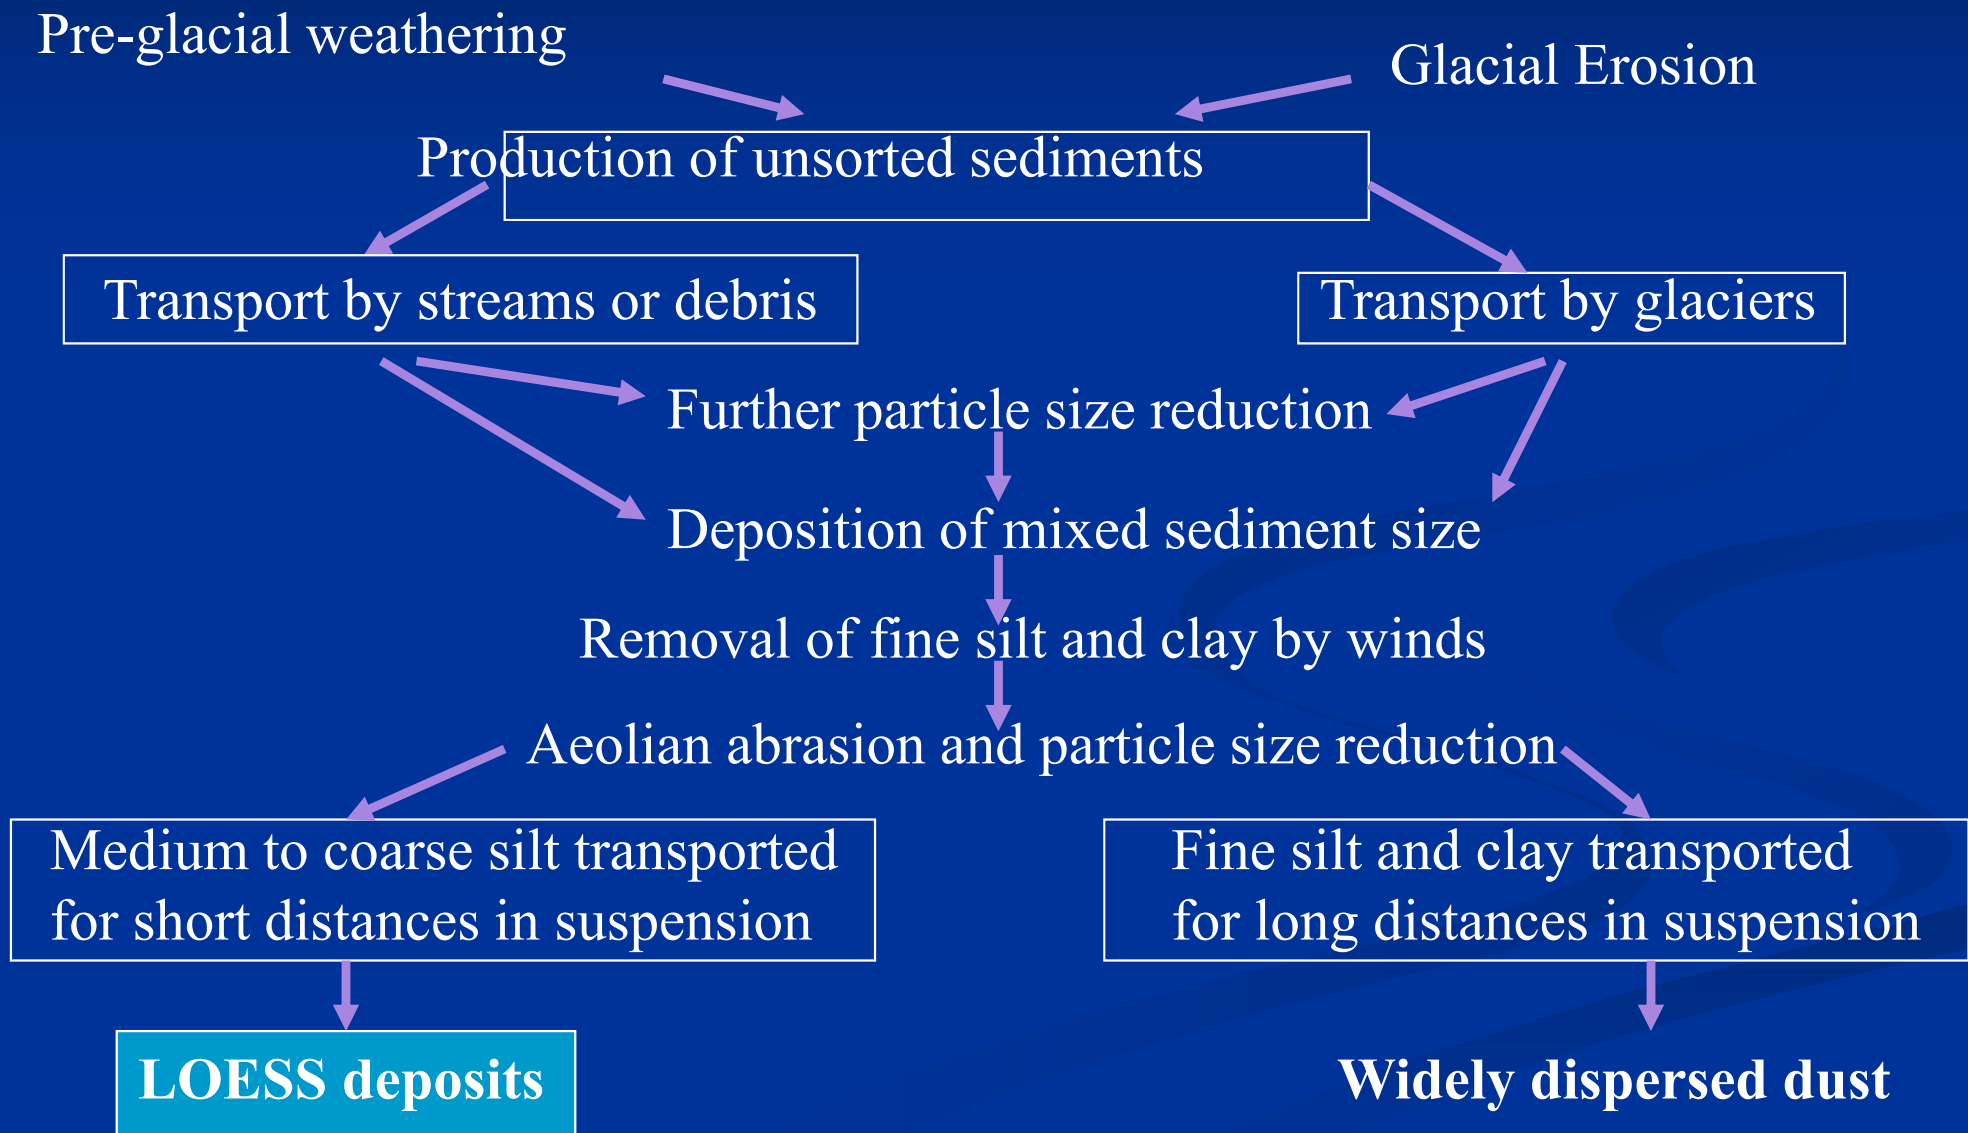 Pre-glacial weathering
Glacial Erosion
Production of unsorted sediments
Transport by streams or debris
Transport by glaciers
Further particle size reduction
Deposition of mixed sediment size
Removal of fine silt and clay by winds
Aeolian abrasion and particle size reduction
Medium to coarse silt transported
for short distances in suspension
Fine silt and clay transported
for long distances in suspension
LOESS deposits
Widely dispersed dust